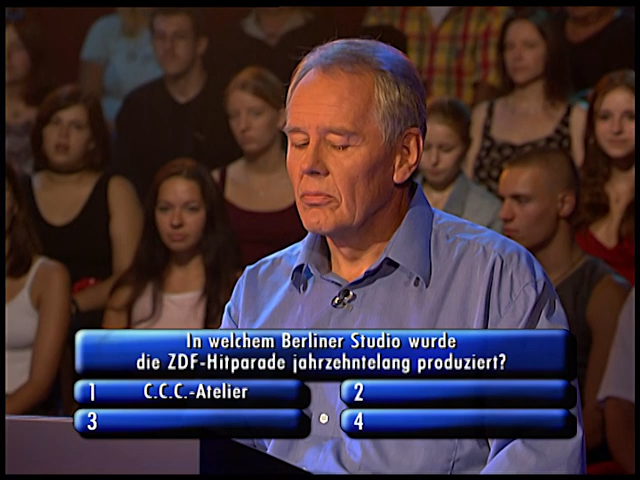 In welchem Berliner Studio wurde
die ZDF-Hitparade jahrzehntelang produziert?
1 C.C.C.-Atelier
2
3
4